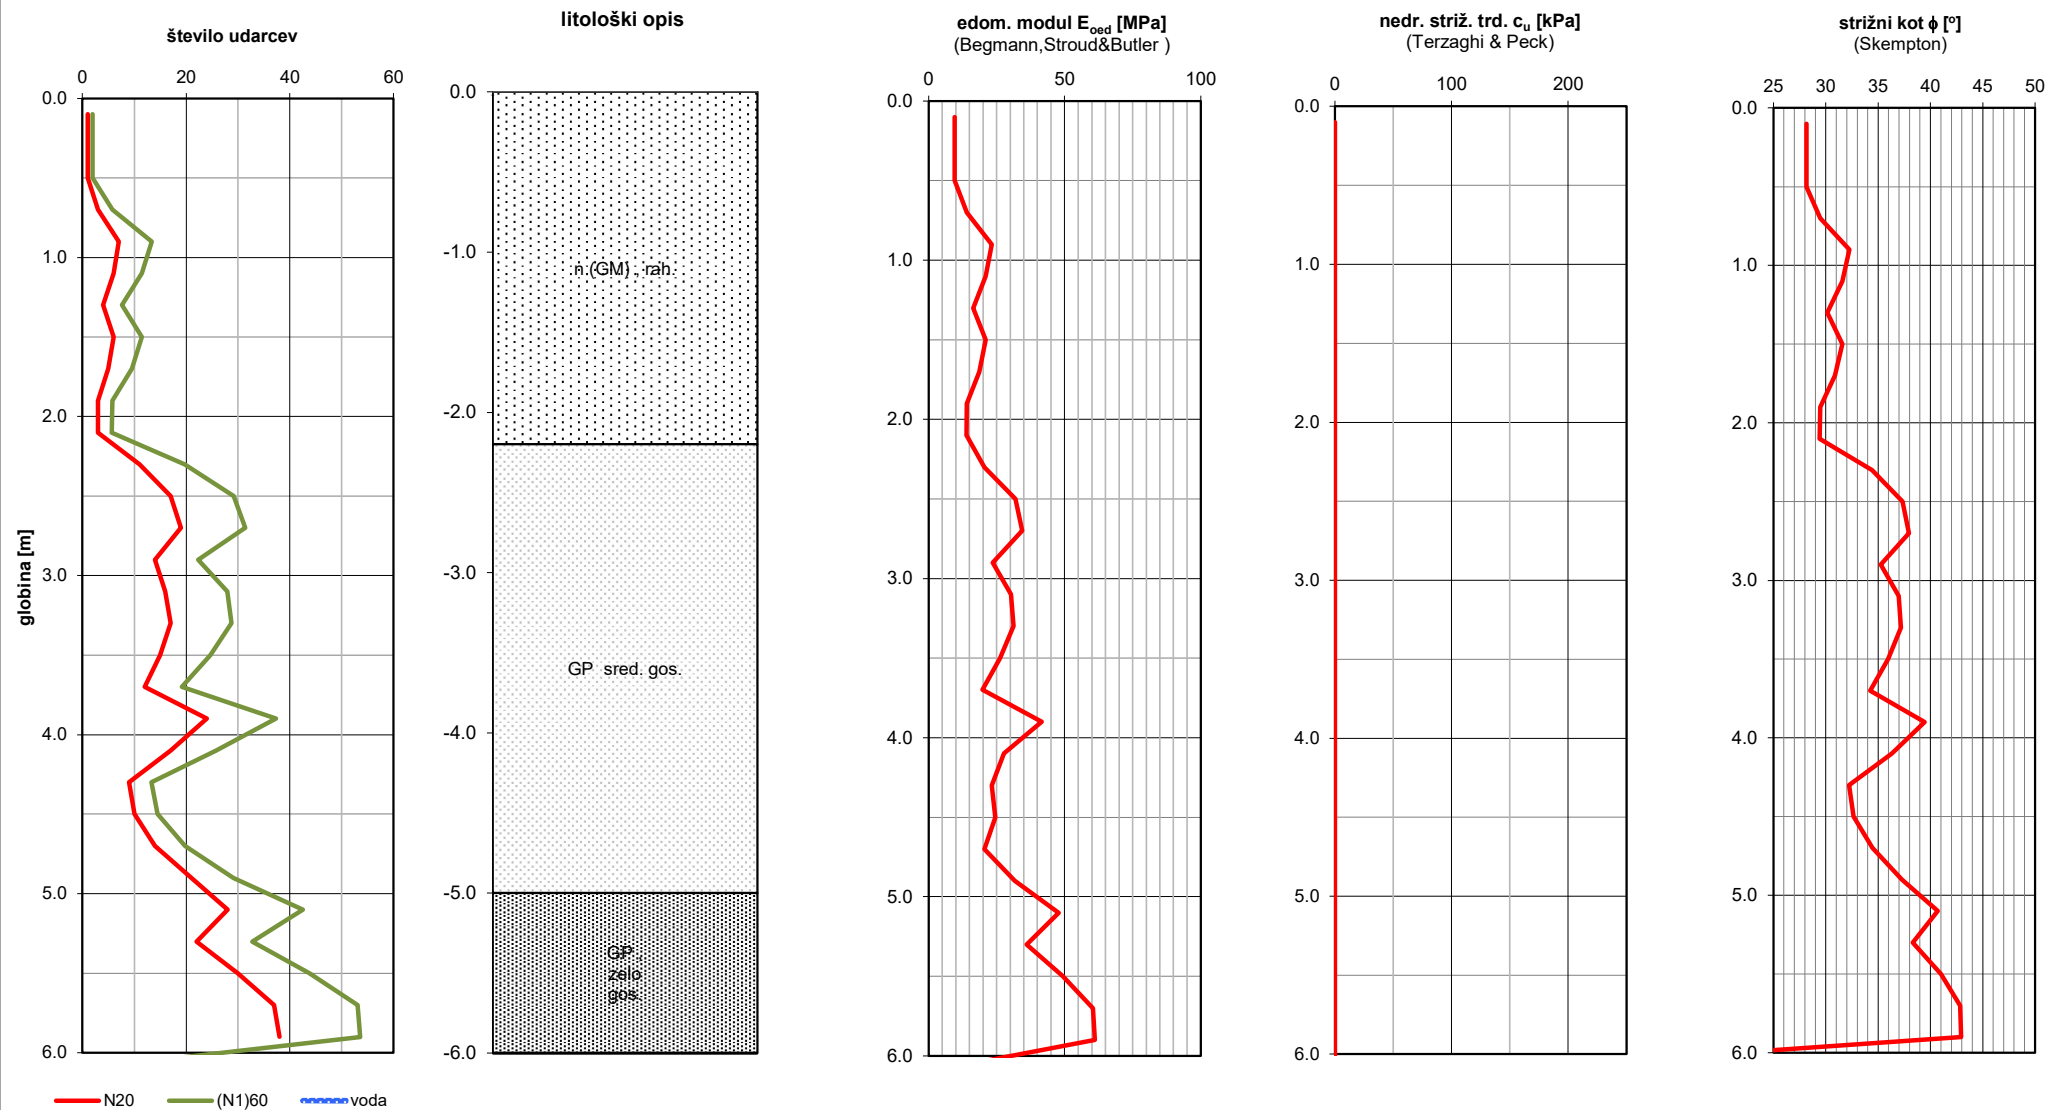 število udarcev
0 20 40 60
globina [m]
0.0
1.0
2.0
3.0
4.0
5.0
6.0
N20 (N1)60 voda
litološki opis
0.0
-1.0
-2.0
-3.0
-4.0
-5.0
-6.0
n.(GM) , rah.
GP sred. gos.
GP ,
zelo
gos.
edom. modul Eoed [MPa]
(Begmann,Stroud&Butler )
0 50 100
0.0
1.0
2.0
3.0
4.0
5.0
6.0
nedr. striž. trd. cu [kPa]
(Terzaghi & Peck)
0 100 200
0.0
1.0
2.0
3.0
4.0
5.0
6.0
strižni kot ϕ [º]
(Skempton)
25 30 35 40 45 50
0.0
1.0
2.0
3.0
4.0
5.0
6.0